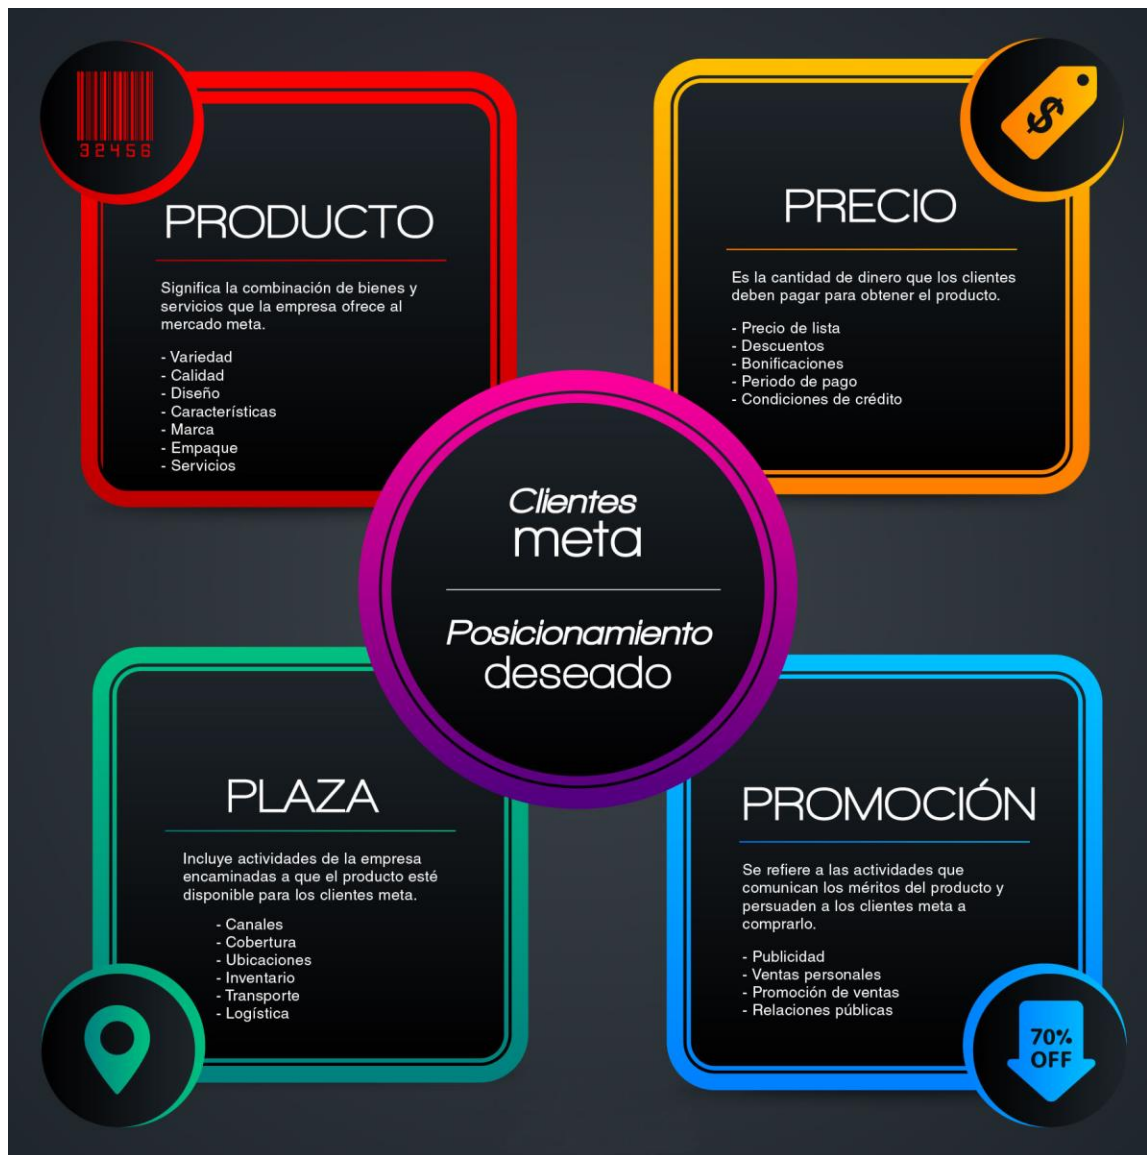 32456
PRODUCTO
Significa la combinación de bienes y
servicios que la empresa ofrece al
mercado meta.
- Variedad
- Calidad
- Diseño
- Características
- Marca
- Empaque
- Servicios
$
PRECIO
Es la cantidad de dinero que los clientes
deben pagar para obtener el producto.
- Precio de lista
- Descuentos
- Bonificaciones
- Periodo de pago
- Condiciones de crédito
Clientes
meta
Posicionamiento
deseado
PLAZA
Incluye actividades de la empresa
encaminadas a que el producto esté
disponible para los clientes meta.
- Canales
- Cobertura
- Ubicaciones
- Inventario
- Transporte
- Logística
PROMOCIÓN
Se refiere a las actividades que
comunican los méritos del producto y
persuaden a los clientes meta a
comprarlo.
- Publicidad
- Ventas personales
- Promoción de ventas
- Relaciones públicas
70%
OFF